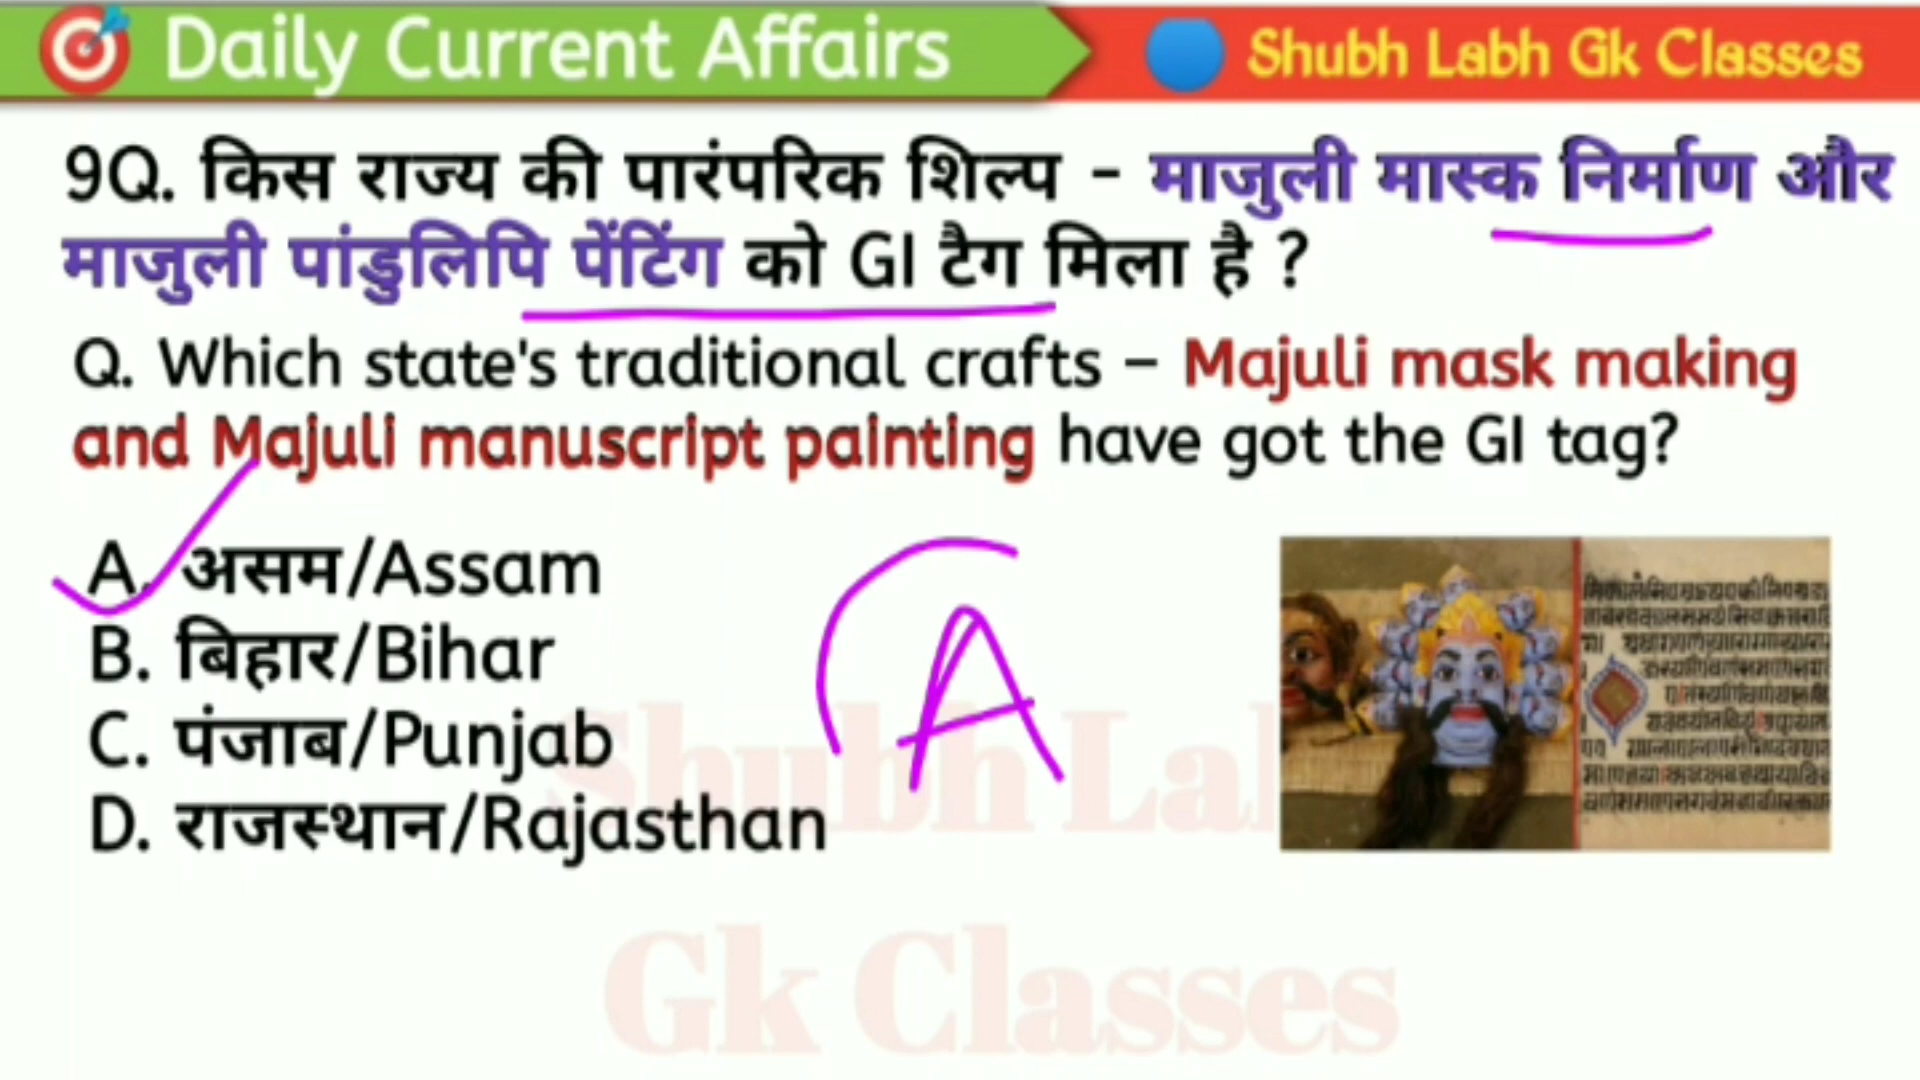 Daily Current Affairs
Shubh Labh Gk Classes
9Q. किस राज्य की पारंपरिक शिल्प - माजुली मास्क निर्माण और
माजुली पांडुलिपि पेंटिंग को GI टैग मिला है ?
Q. Which state's traditional crafts – Majuli mask making
and Majuli manuscript painting have got the GI tag?
A. असम/Assam
B. बिहार/Bihar
C. पंजाब/Punjab
D. राजस्थान/Rajasthan
A
Shubh La
Gk Classes